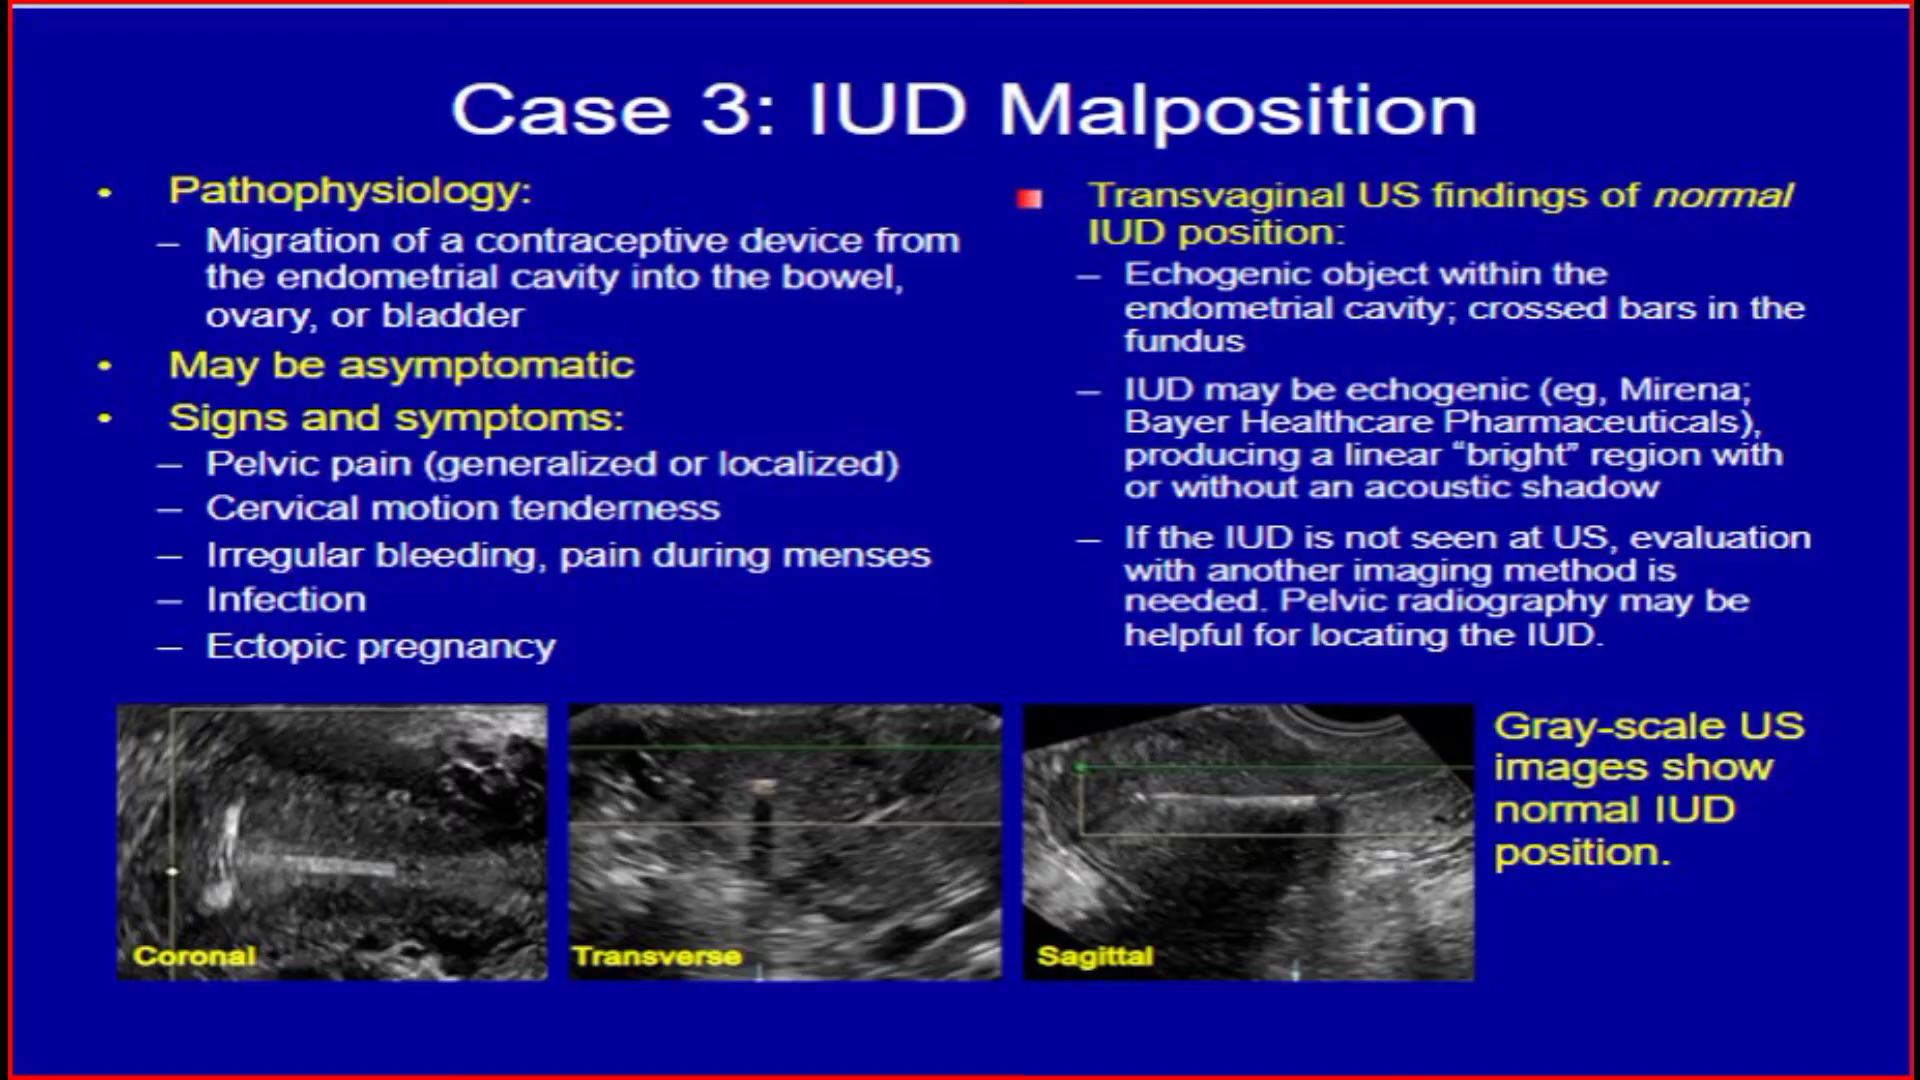 Case 3: IUD Malposition
• Pathophysiology:
– Migration of a contraceptive device from
the endometrial cavity into the bowel,
ovary, or bladder
• May be asymptomatic
• Signs and symptoms:
– Pelvic pain (generalized or localized)
– Cervical motion tenderness
– Irregular bleeding, pain during menses
– Infection
– Ectopic pregnancy
Transvaginal US findings of normal
IUD position:
– Echogenic object within the
endometrial cavity; crossed bars in the
fundus
– IUD may be echogenic (eg, Mirena;
Bayer Healthcare Pharmaceuticals),
producing a linear “bright” region with
or without an acoustic shadow
– If the IUD is not seen at US, evaluation
with another imaging method is
needed. Pelvic radiography may be
helpful for locating the IUD.
Coronal
Transverse
Sagittal
Gray-scale US
images show
normal IUD
position.